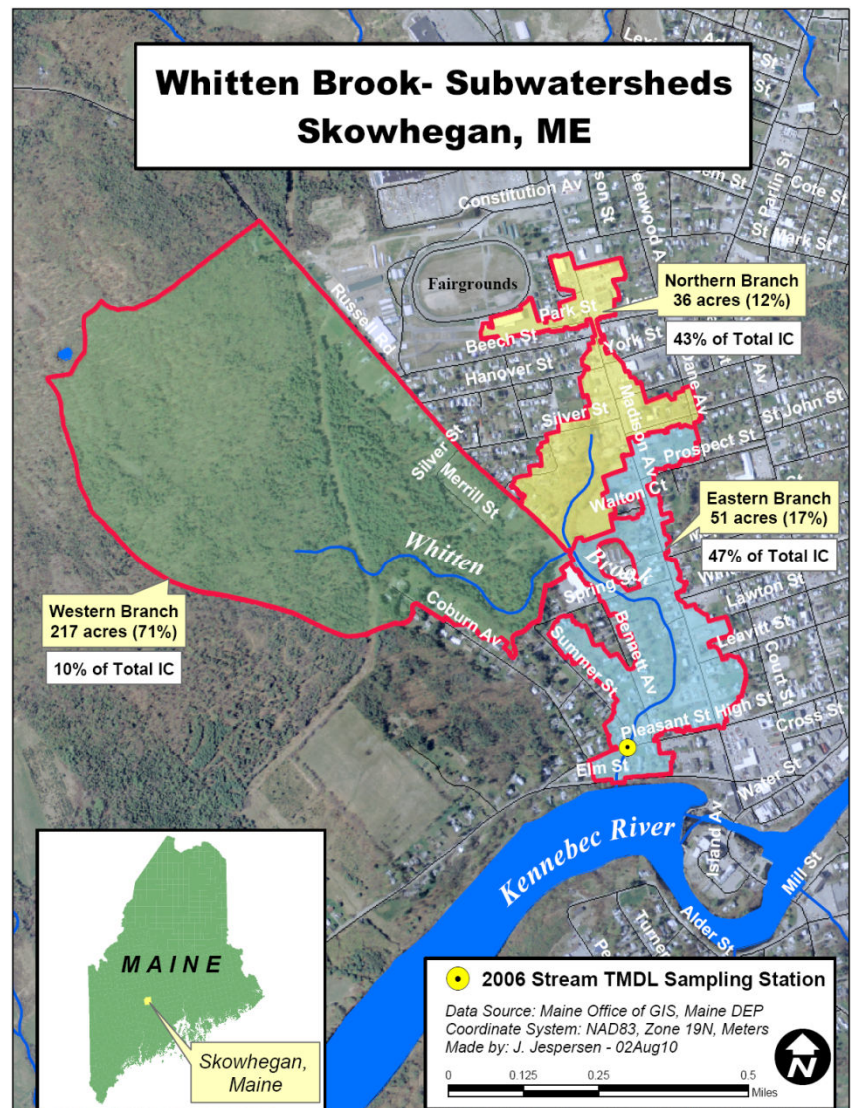 Whitten Brook- Subwatersheds
Skowhegan, ME
Constitution Av
Parlin St
Cote St
St Mark St
Fairgrounds
Russell Rd
Northern Branch
36 acres (12%)
43% of Total IC
Park St
Beech St
York St
Hanover St
Madison Av
Silver St
St John St
Prospect St
Silver St
Merrill St
Walton Ct
Eastern Branch
51 acres (17%)
47% of Total IC
Whitten
Brook
Spring St
Lawton St
Western Branch
217 acres (71%)
10% of Total IC
Coburn Av
Bennett Av
Leavitt St
Summer St
Court St
Pleasant St
High St
Cross St
Elm St
Water St
Kennebec River
Island Av
Mill St
Alder St
Turner
MAINE
Skowhegan,
Maine
2006 Stream TMDL Sampling Station
Data Source: Maine Office of GIS, Maine DEP
Coordinate System: NAD83, Zone 19N, Meters
Made by: J. Jespersen - 02Aug10
N
0 0.125 0.25 0.5
Miles